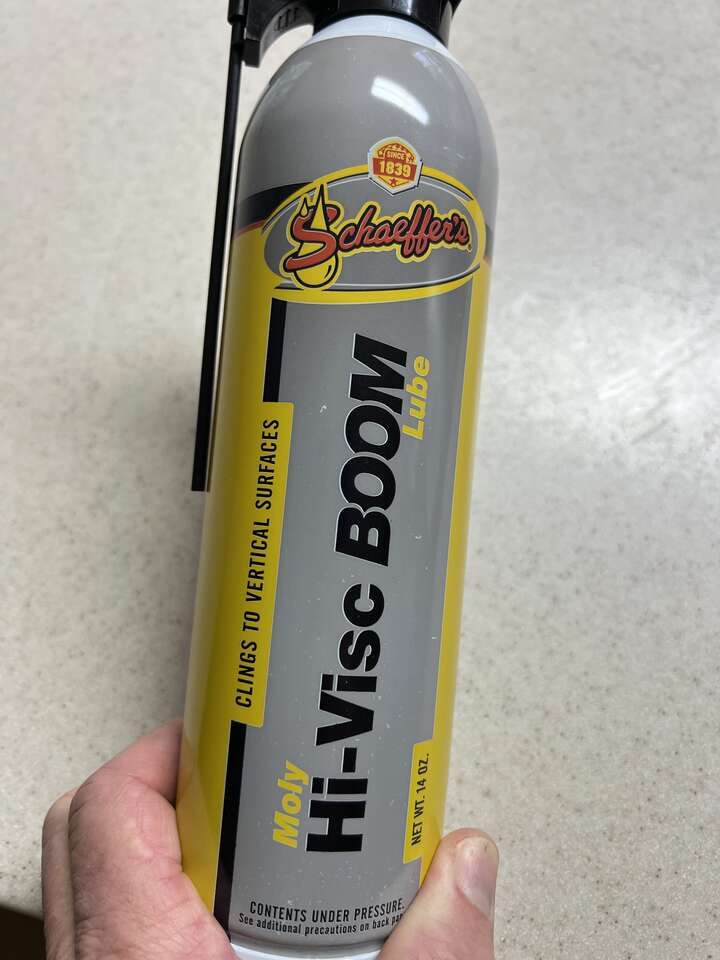 SINCE
1839
Schaeffer's
CLINGS TO VERTICAL SURFACES
Moly
Hi-Visc BOOM
Lube
NET WT. 14 OZ.
CONTENTS UNDER PRESSURE.
See additional precautions on back